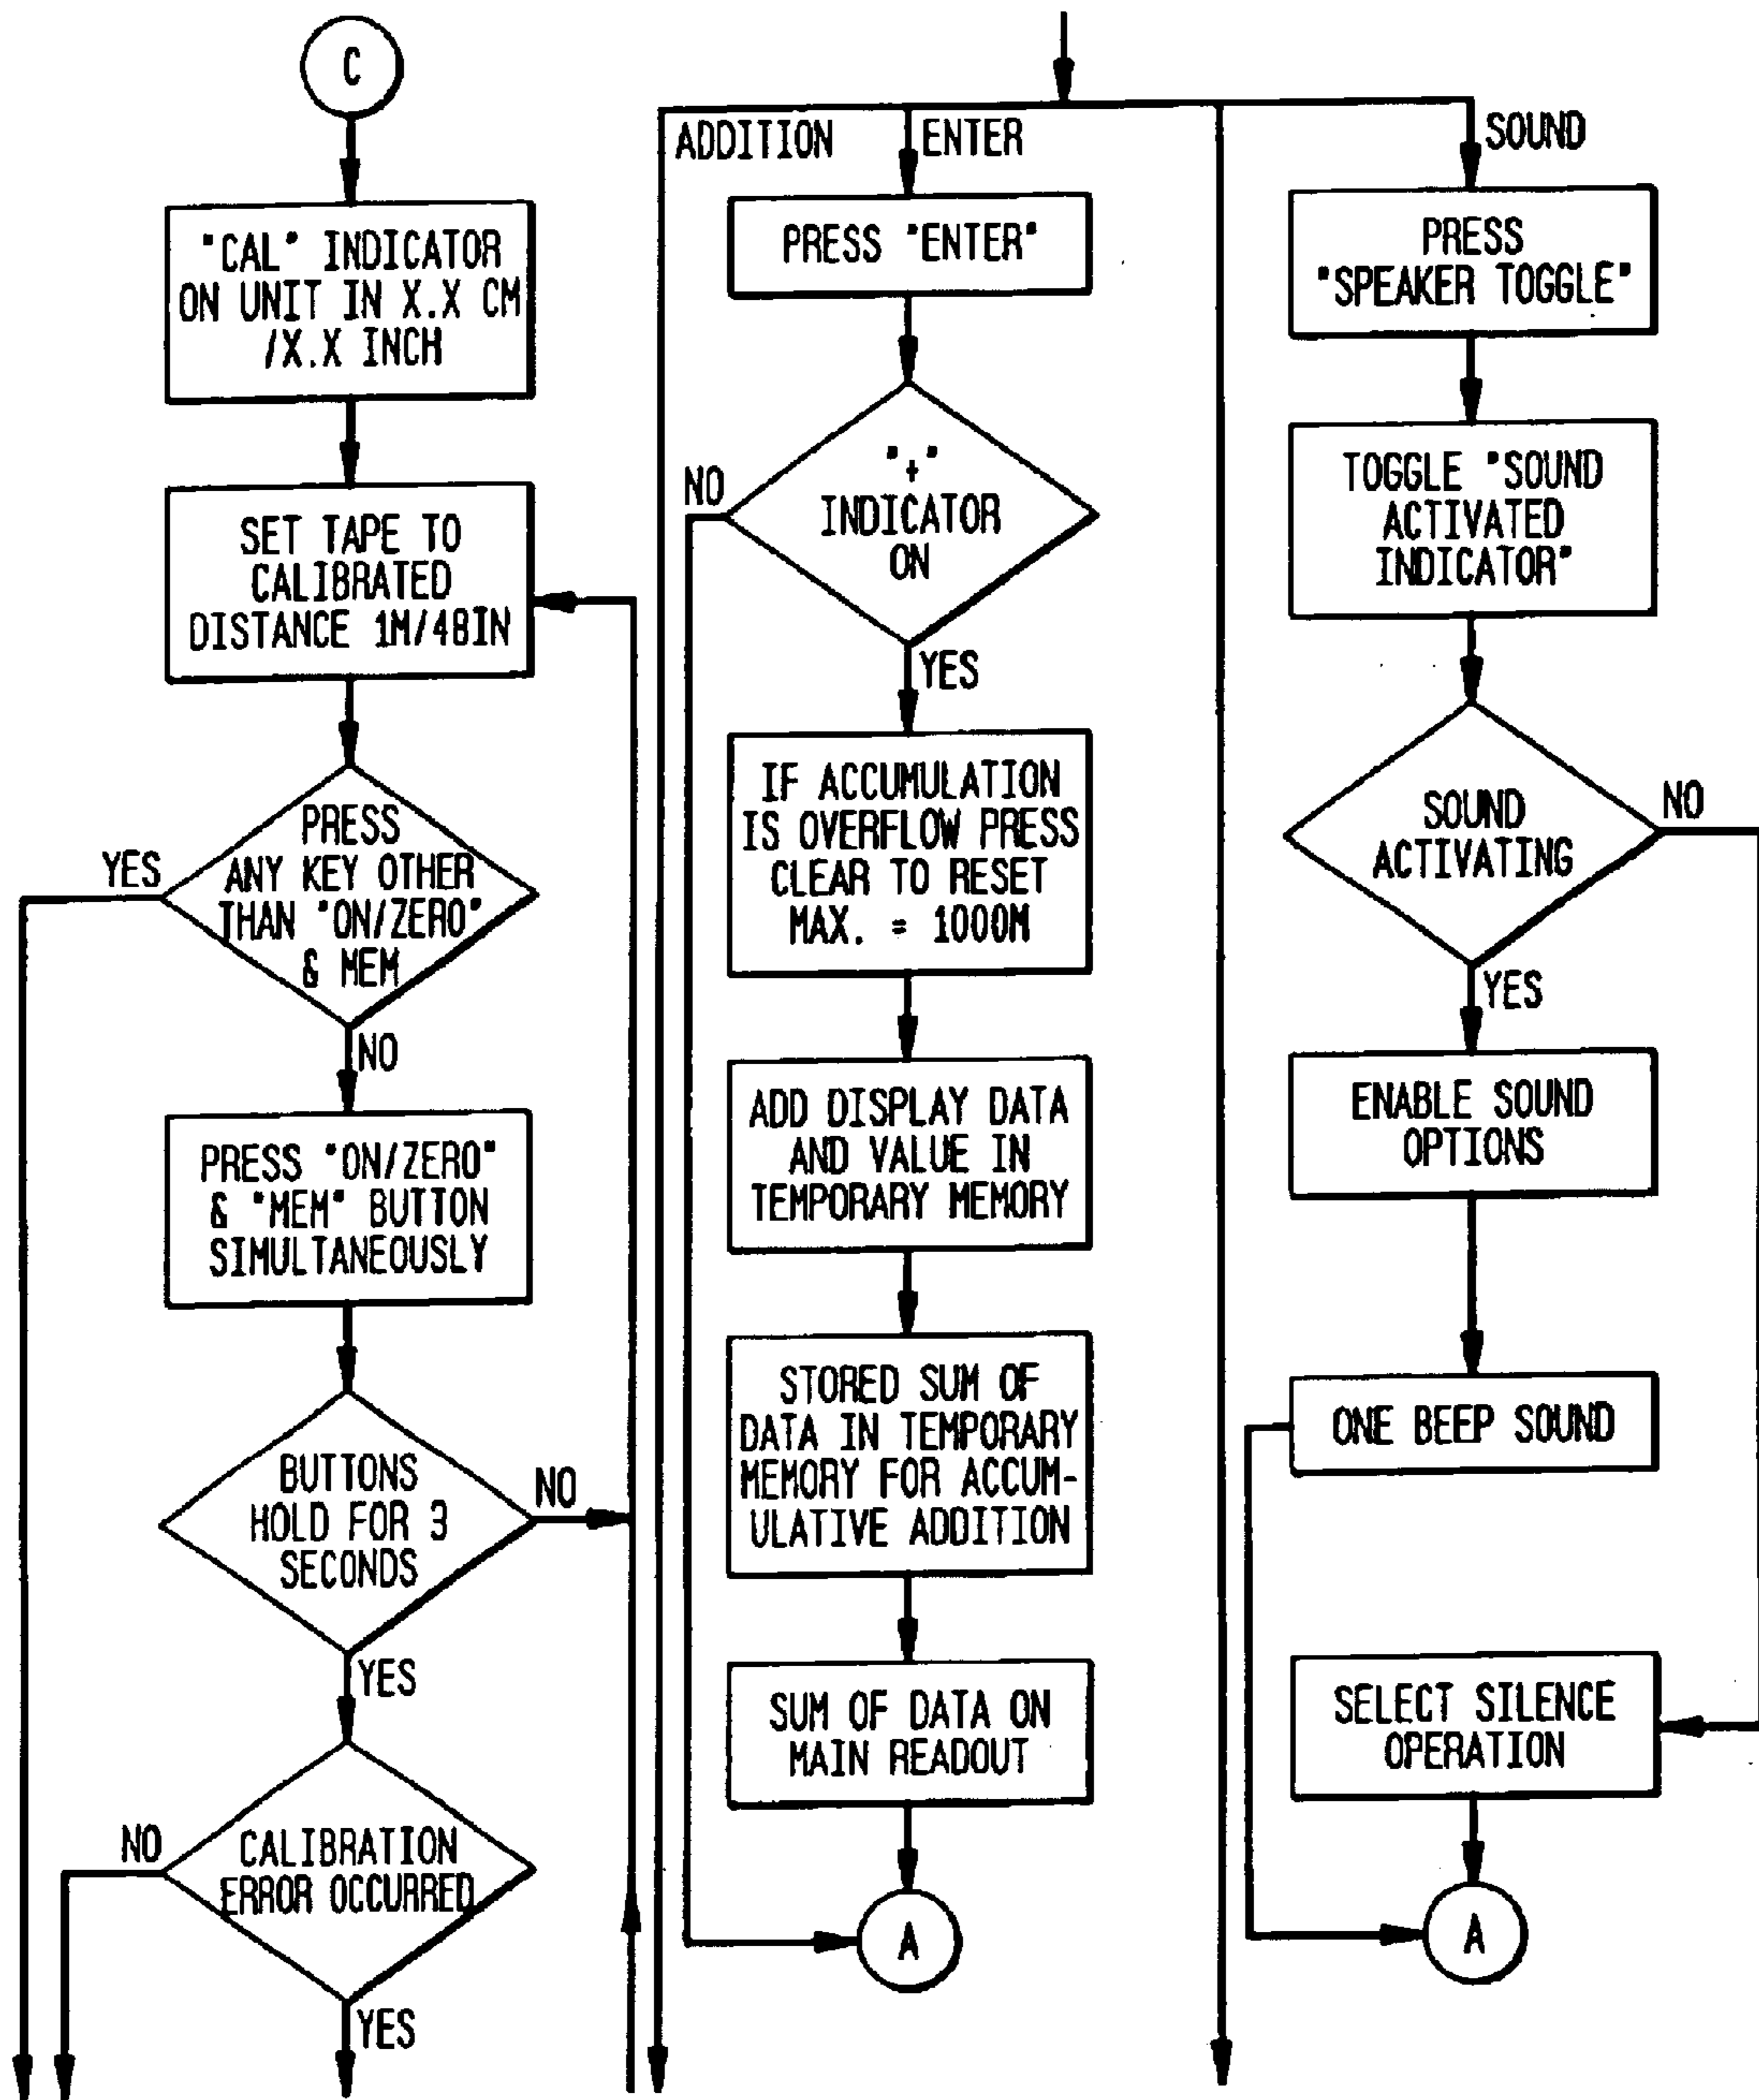 C
"CAL" INDICATOR
ON UNIT IN X.X CM
/X.X INCH
SET TAPE TO
CALIBRATED
DISTANCE 1M/48IN
PRESS
ANY KEY OTHER
THAN "ON/ZERO"
& MEM
YES
NO
PRESS "ON/ZERO"
& "MEM" BUTTON
SIMULTANEOUSLY
BUTTONS
HOLD FOR 3
SECONDS
NO
YES
CALIBRATION
ERROR OCCURRED
NO
YES
ADDITION
ENTER
PRESS "ENTER"
"+"
INDICATOR
ON
NO
YES
IF ACCUMULATION
IS OVERFLOW PRESS
CLEAR TO RESET
MAX. = 1000M
ADD DISPLAY DATA
AND VALUE IN
TEMPORARY MEMORY
STORED SUM OF
DATA IN TEMPORARY
MEMORY FOR ACCUM-
ULATIVE ADDITION
SUM OF DATA ON
MAIN READOUT
A
SOUND
PRESS
"SPEAKER TOGGLE"
TOGGLE "SOUND
ACTIVATED
INDICATOR"
SOUND
ACTIVATING
NO
YES
ENABLE SOUND
OPTIONS
ONE BEEP SOUND
SELECT SILENCE
OPERATION
A